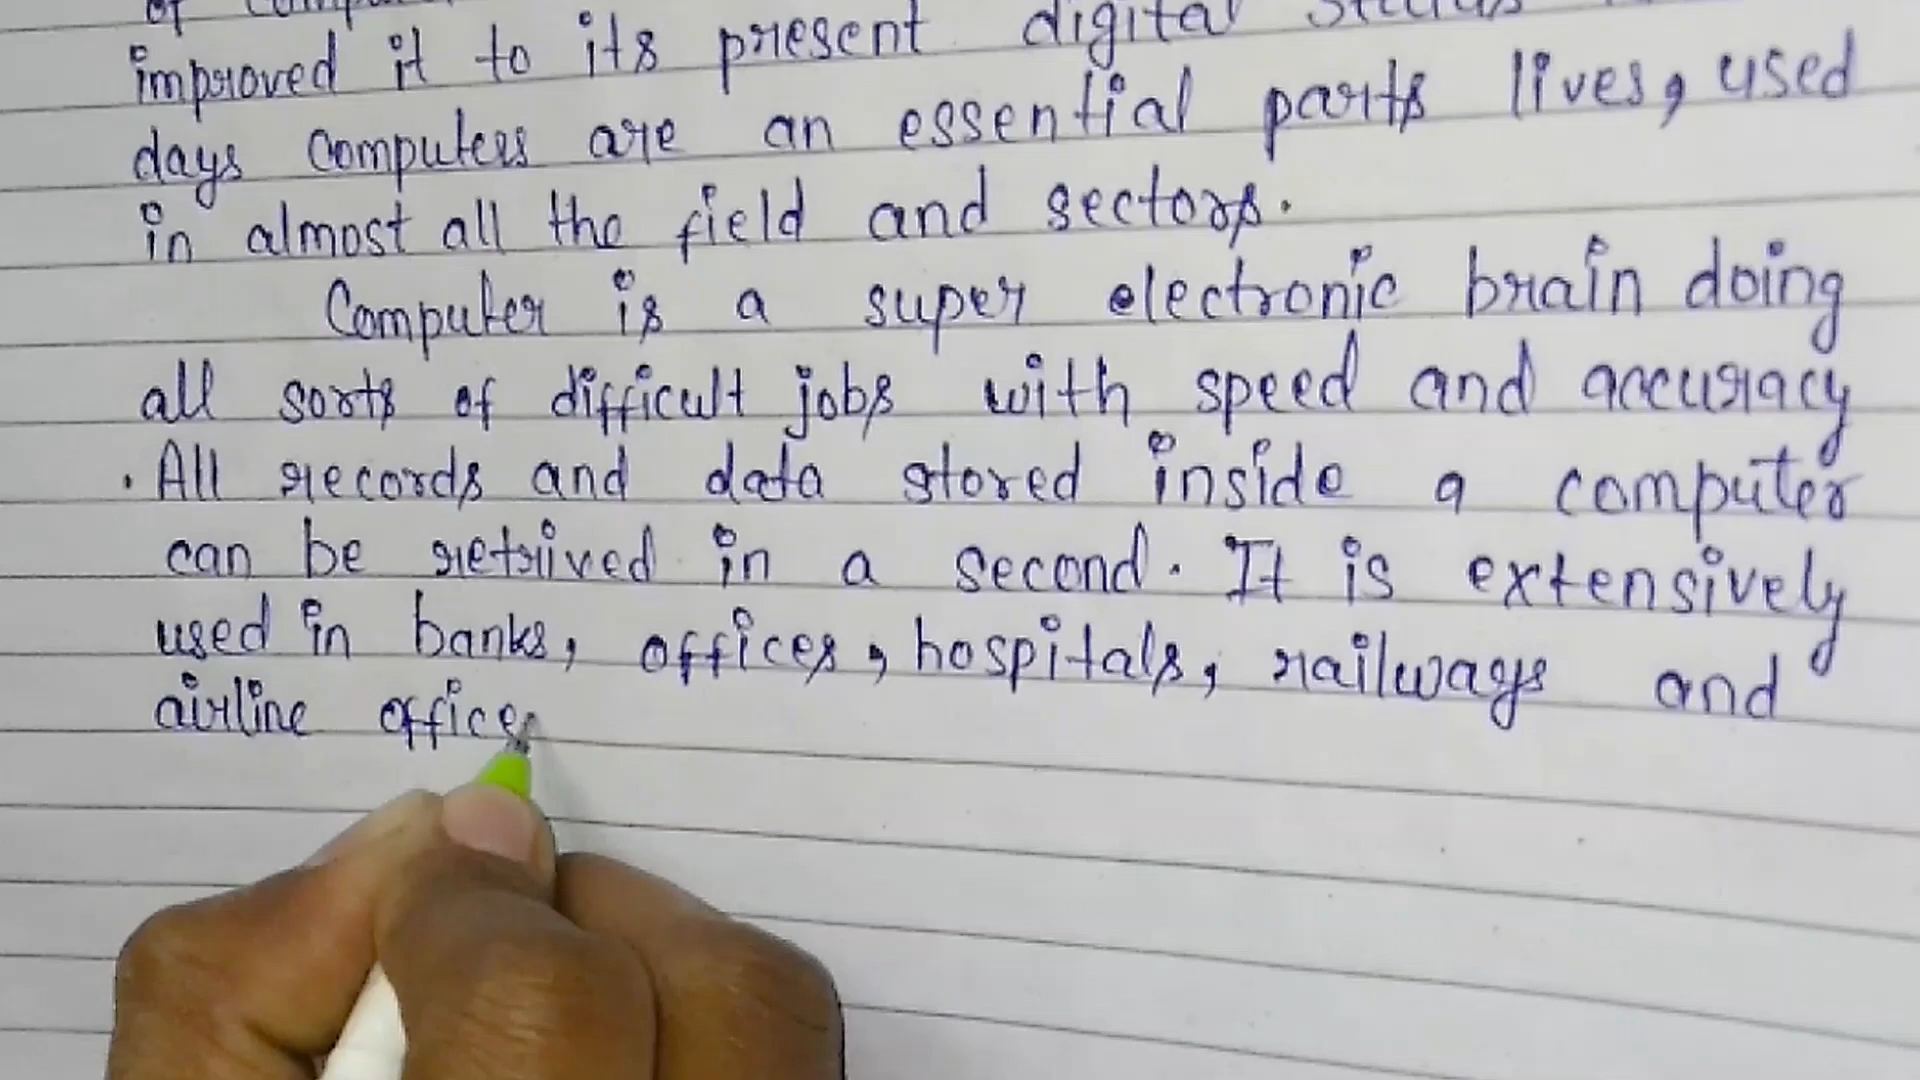 improved it to its present digital
days computers are an essential parts lives, used
in almost all the field and sectors.
Computer is a super electronic brain doing
all sorts of difficult jobs with speed and accuracy
. All records and data stored inside a computer
can be retrived in a second. It is extensively
used in banks, offices, hospitals, railways and
airline office